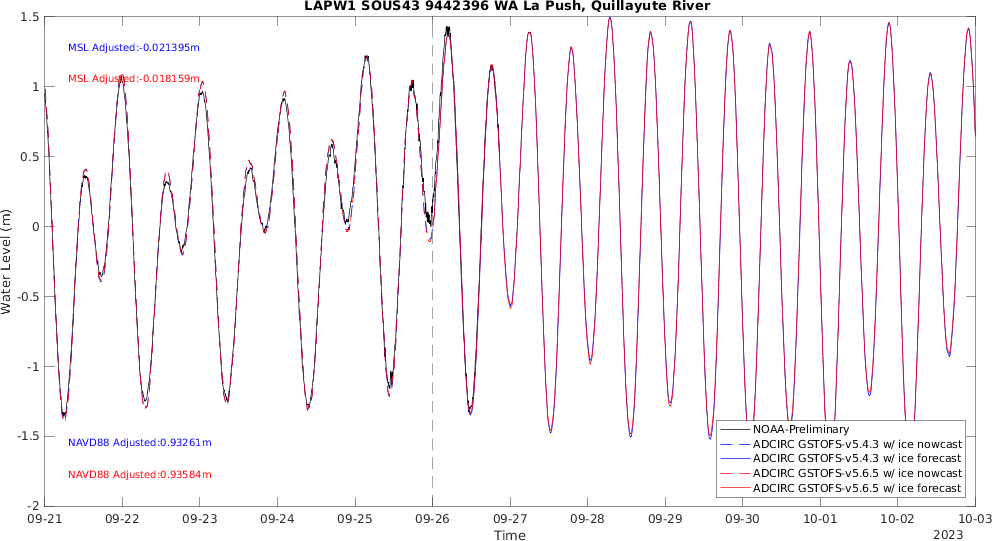 LAPW1 SOUS43 9442396 WA La Push, Quillayute River
1.5
1
0.5
0
-0.5
-1
-1.5
-2
Water Level (m)
MSL Adjusted:-0.021395m
MSL Adjusted:-0.018159m
NAVD88 Adjusted:0.93261m
NAVD88 Adjusted:0.93584m
NOAA-Preliminary
ADCIRC GSTOFS-v5.4.3 w/ ice nowcast
ADCIRC GSTOFS-v5.4.3 w/ ice forecast
ADCIRC GSTOFS-v5.6.5 w/ ice nowcast
ADCIRC GSTOFS-v5.6.5 w/ ice forecast
09-21 09-22 09-23 09-24 09-25 09-26 09-27 09-28 09-29 09-30 10-01 10-02 10-03
Time
2023